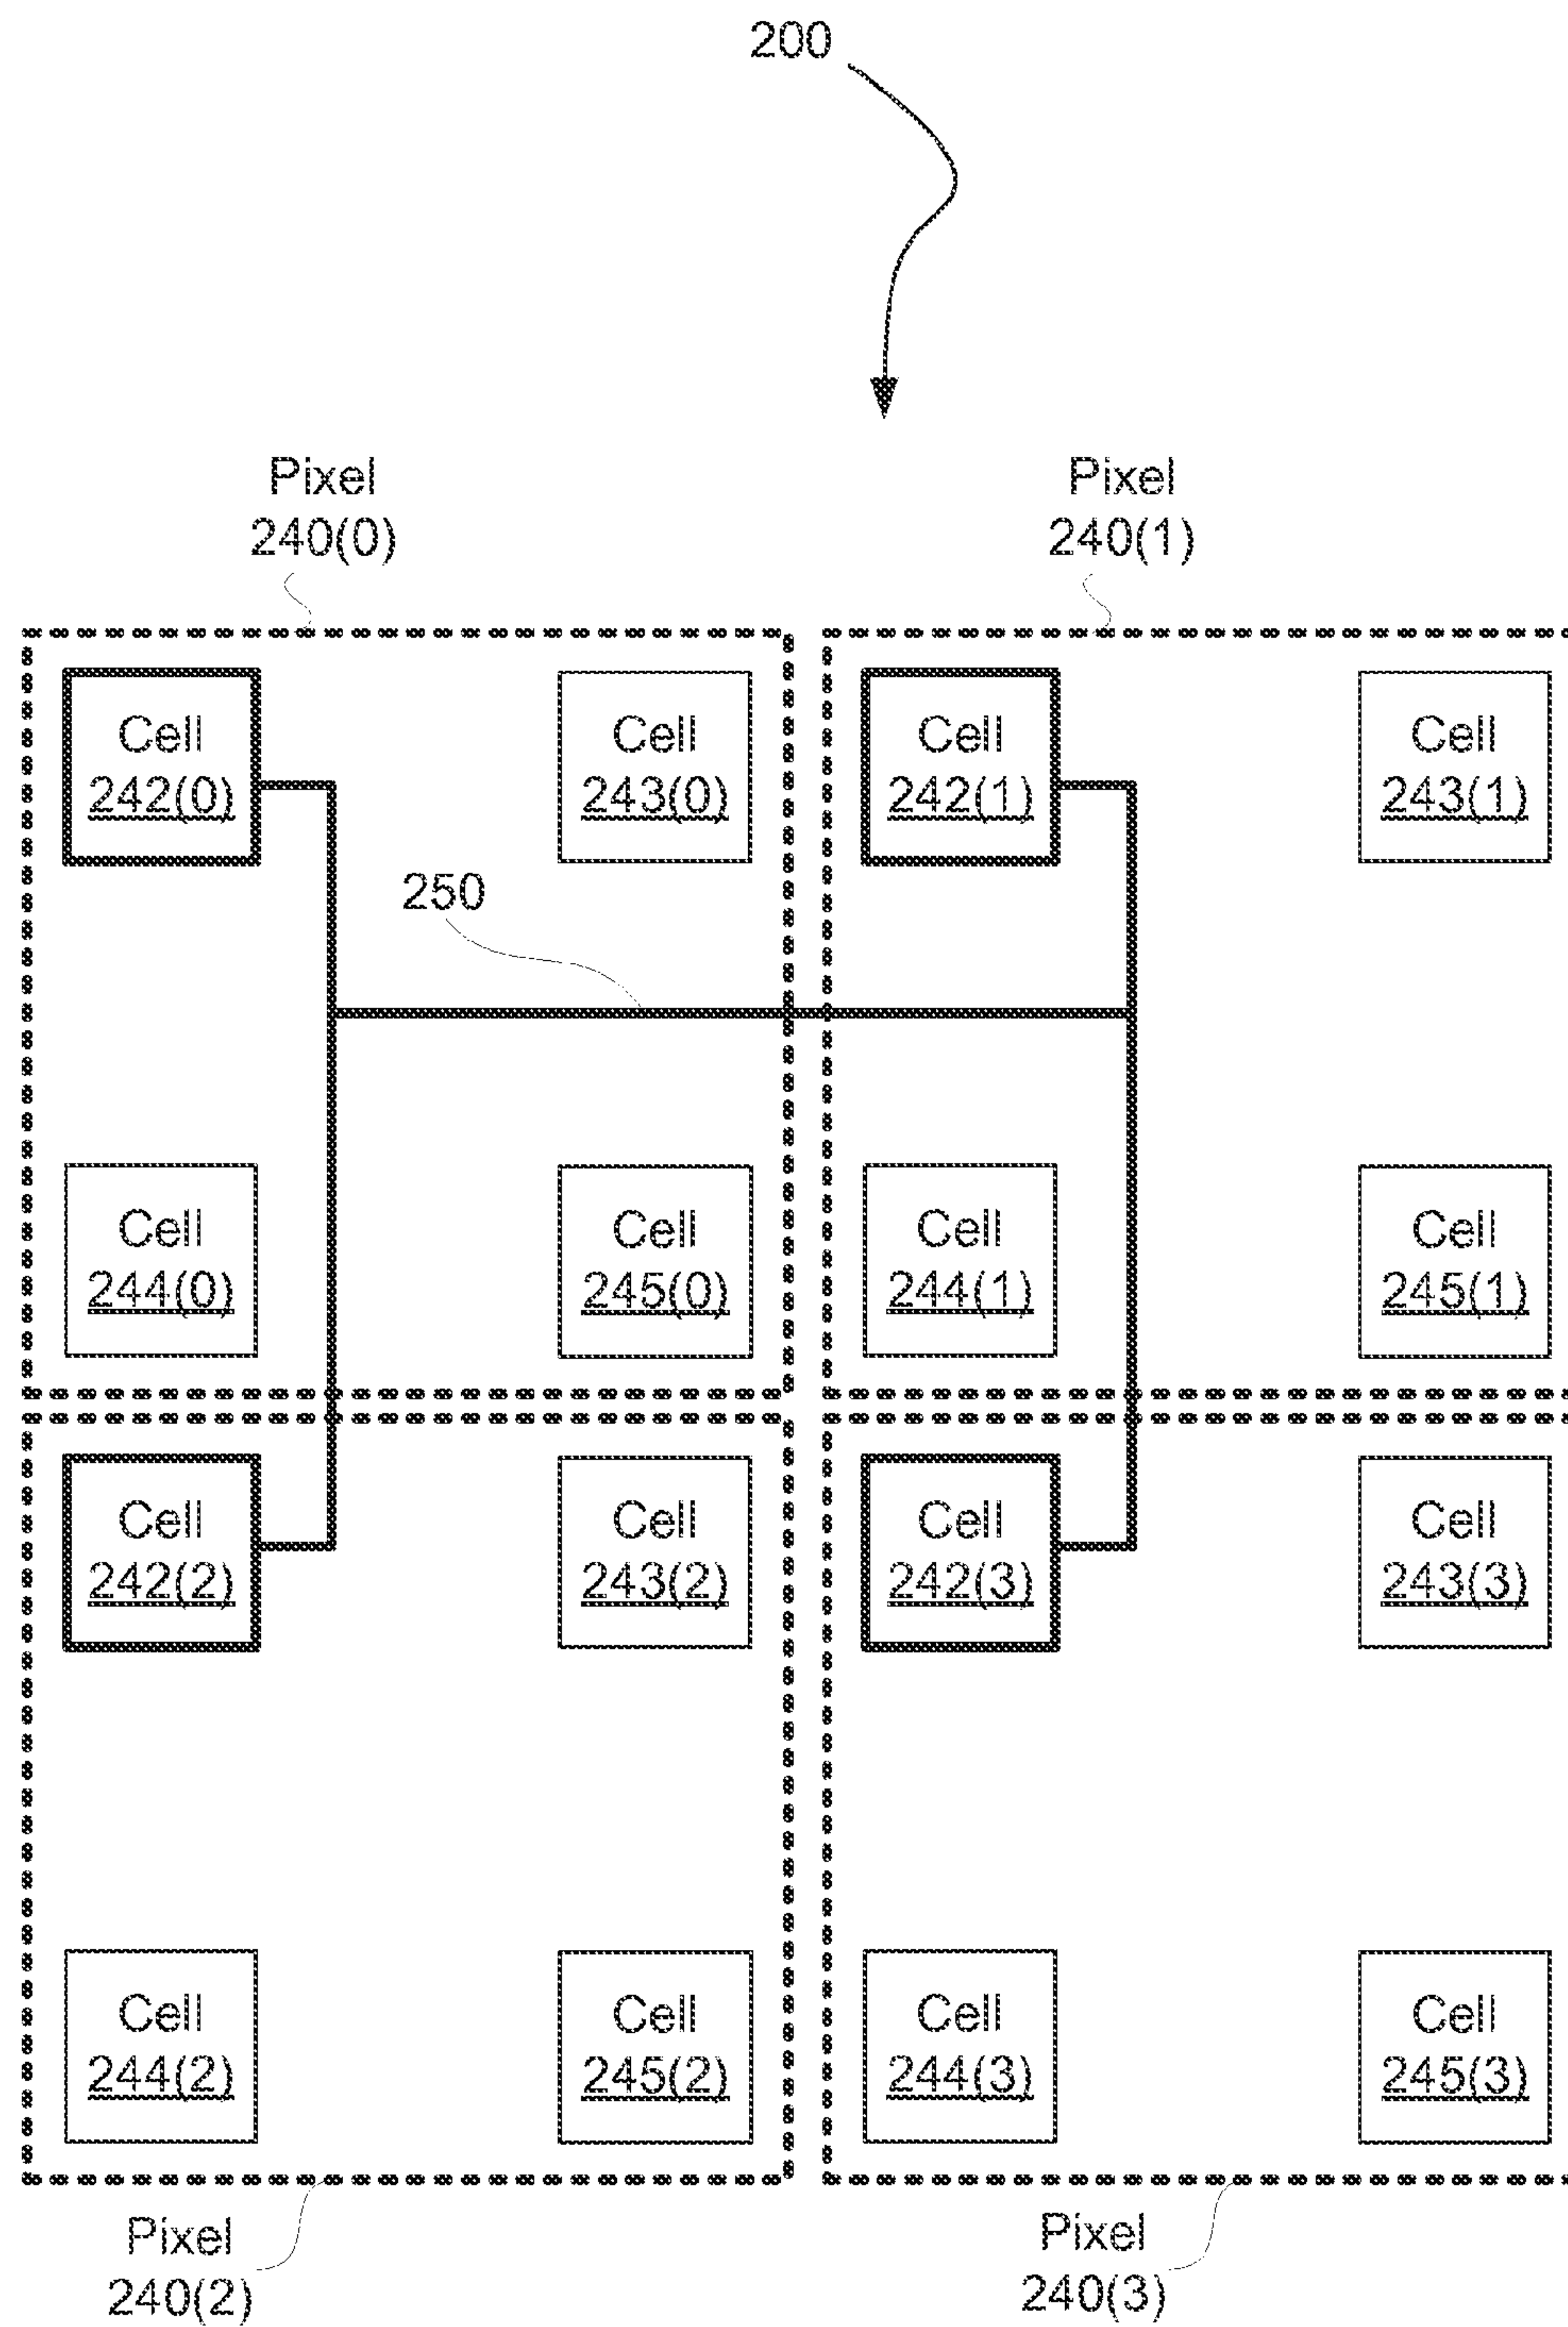 200
Pixel
240(0)
Pixel
240(1)
Cell
242(0)
Cell
243(0)
Cell
242(1)
Cell
243(1)
250
Cell
244(0)
Cell
245(0)
Cell
244(1)
Cell
245(1)
Cell
242(2)
Cell
243(2)
Cell
242(3)
Cell
243(3)
Cell
244(2)
Cell
245(2)
Cell
244(3)
Cell
245(3)
Pixel
240(2)
Pixel
240(3)